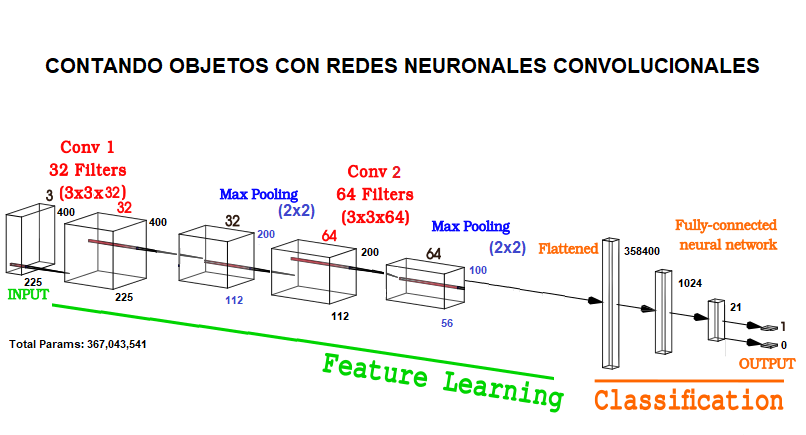 CONTANDO OBJETOS CON REDES NEURONALES CONVOLUCIONALES
Conv 1
32 Filters
(3x3x32)
3
400
32
400
225
225
INPUT
Max Pooling
(2x2)
32
200
112
Conv 2
64 Filters
(3x3x64)
64
200
112
Max Pooling
(2x2)
64
100
56
Flattened
358400
Fully-connected
neural network
1024
21
1
0
OUTPUT
Total Params: 367,043,541
Feature Learning
Classification